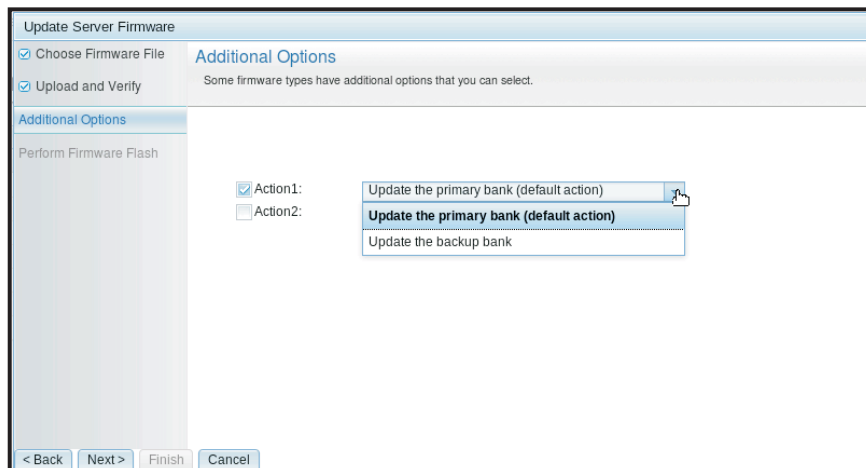 Update Server Firmware
Choose Firmware File
Upload and Verify
Additional Options
Perform Firmware Flash
Additional Options
Some firmware types have additional options that you can select.
Action1:
Update the primary bank (default action)
Action2:
Update the primary bank (default action)
Update the backup bank
< Back
Next >
Finish
Cancel